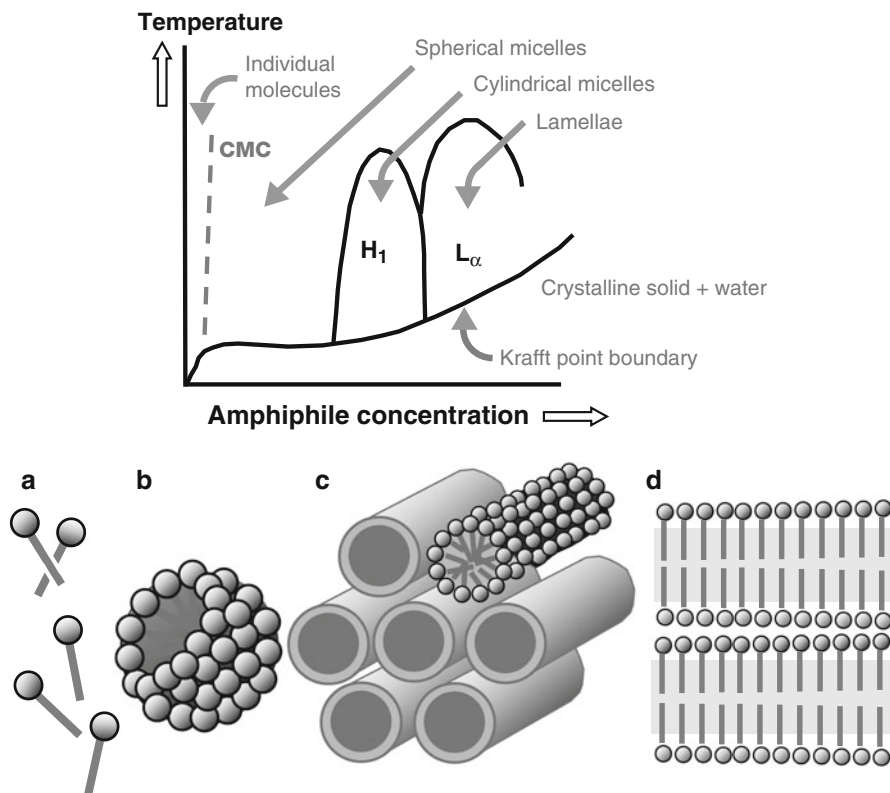 Temperature
Individual
molecules
Spherical micelles
Cylindrical micelles
Lamellae
CMC
H₁
Lα
Crystalline solid + water
Krafft point boundary
Amphiphile concentration
a
b
c
d